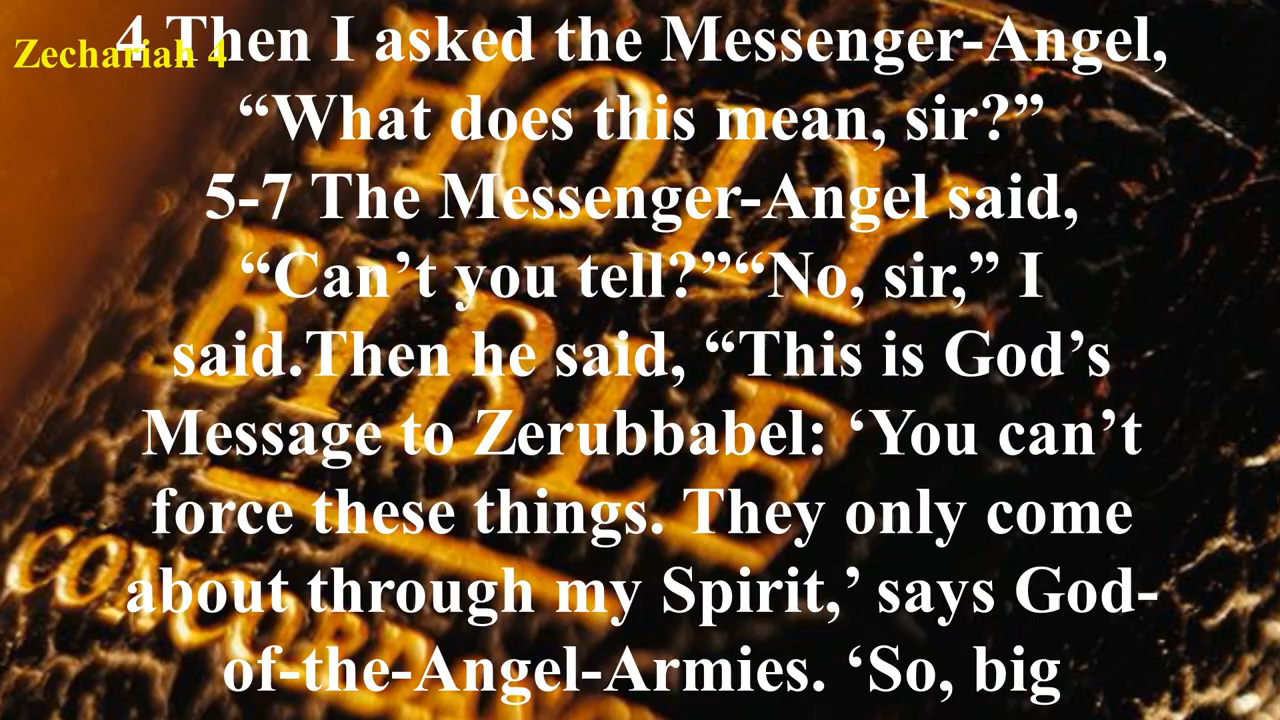 Zechariah 4
4 Then I asked the Messenger-Angel,
“What does this mean, sir?”
5-7 The Messenger-Angel said,
“Can’t you tell?”“No, sir,” I
said.Then he said, “This is God’s
Message to Zerubbabel: ‘You can’t
force these things. They only come
about through my Spirit,’ says God-
of-the-Angel-Armies. ‘So, big
HOLY
BIBLE